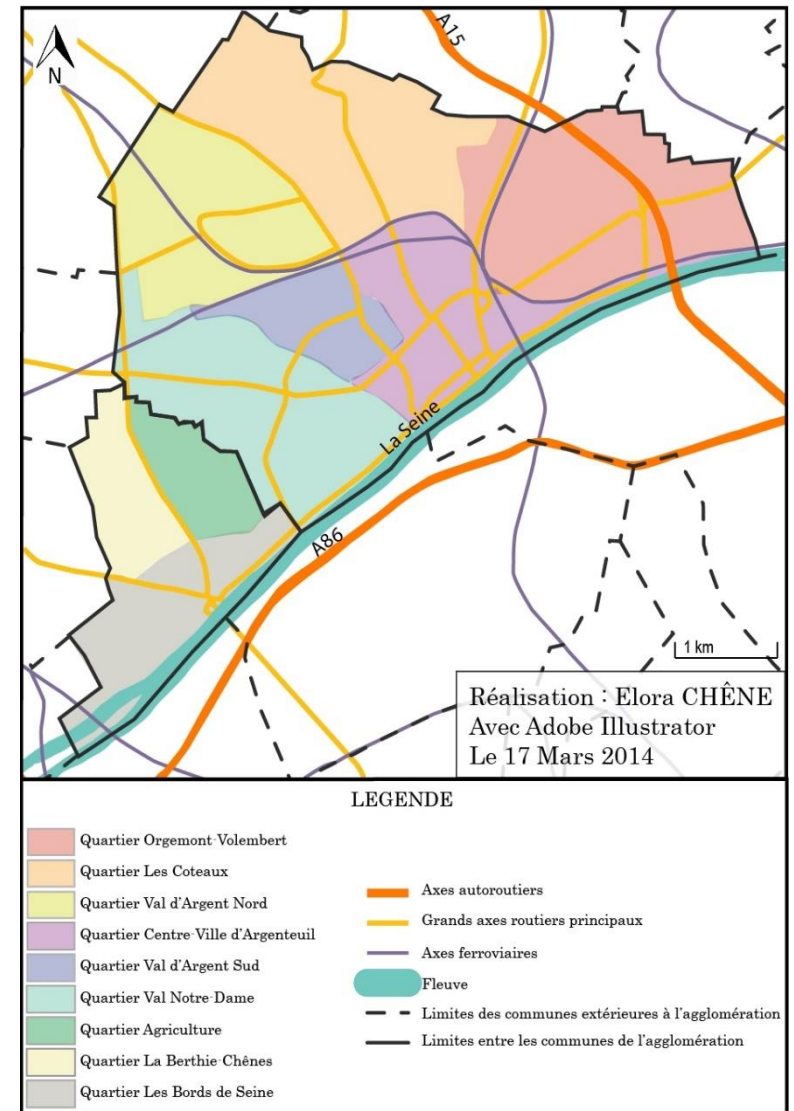 A15
N
La Seine
A86
1 km
Réalisation : Elora CHÊNE
Avec Adobe Illustrator
Le 17 Mars 2014
LEGENDE
Quartier Orgemont-Volembert
Quartier Les Coteaux
Quartier Val d'Argent Nord
Quartier Centre-Ville d'Argenteuil
Quartier Val d'Argent Sud
Quartier Val Notre-Dame
Quartier Agriculture
Quartier La Berthie-Chênes
Quartier Les Bords de Seine
Axes autoroutiers
Grands axes routiers principaux
Axes ferroviaires
Fleuve
Limites des communes extérieures à l'agglomération
Limites entre les communes de l'agglomération